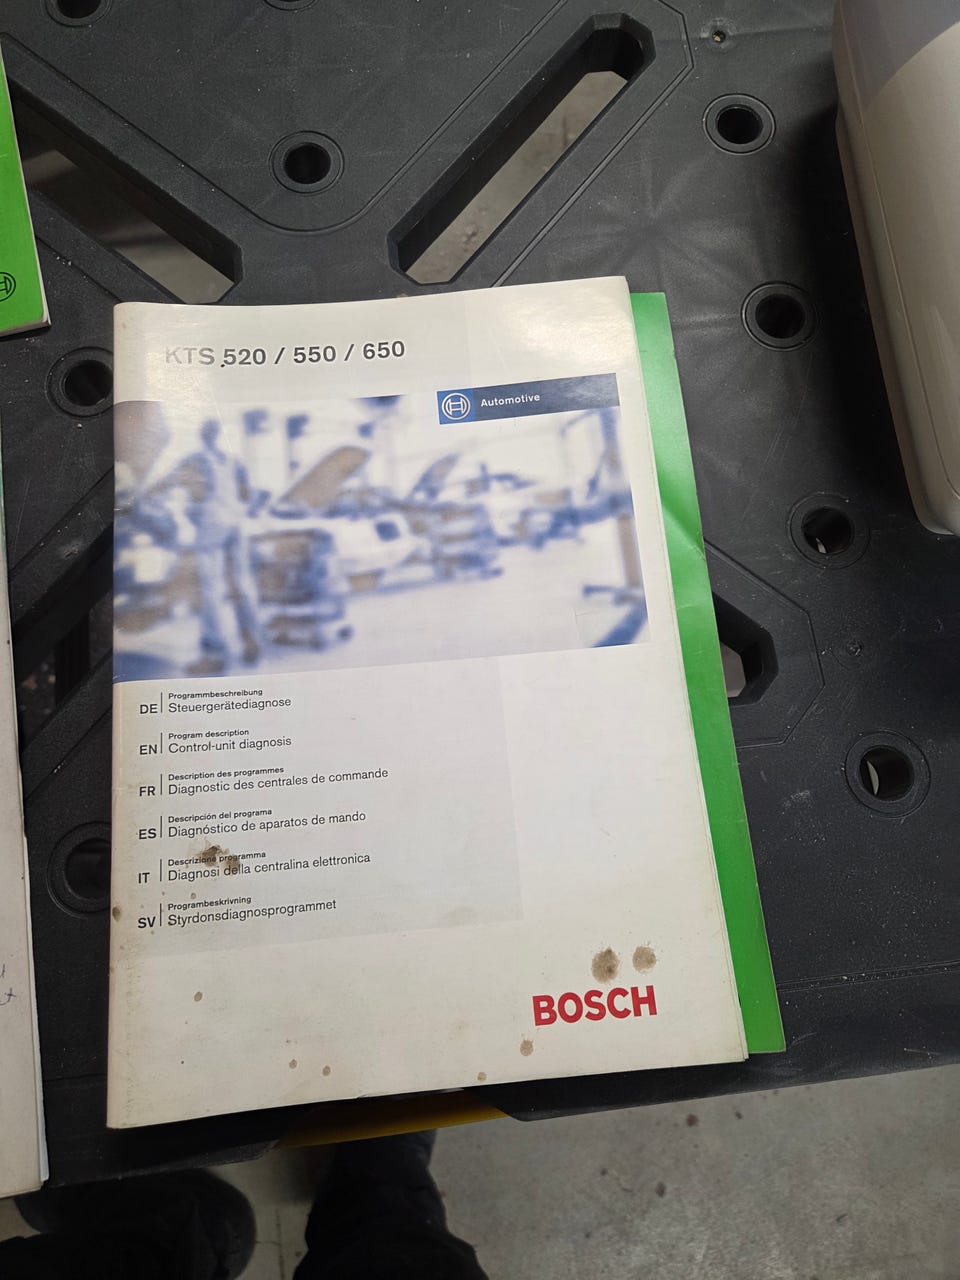 KTS 520 / 550 / 650
Automotive
DE
Programmbeschreibung
Steuergerätediagnose
EN
Program description
Control-unit diagnosis
FR
Description des programmes
Diagnostic des centrales de commande
ES
Descripción del programa
Diagnóstico de aparatos de mando
IT
Descrizione programma
Diagnosi della centralina elettronica
SV
Programbeskrivning
Styrdonsdiagnosprogrammet
BOSCH